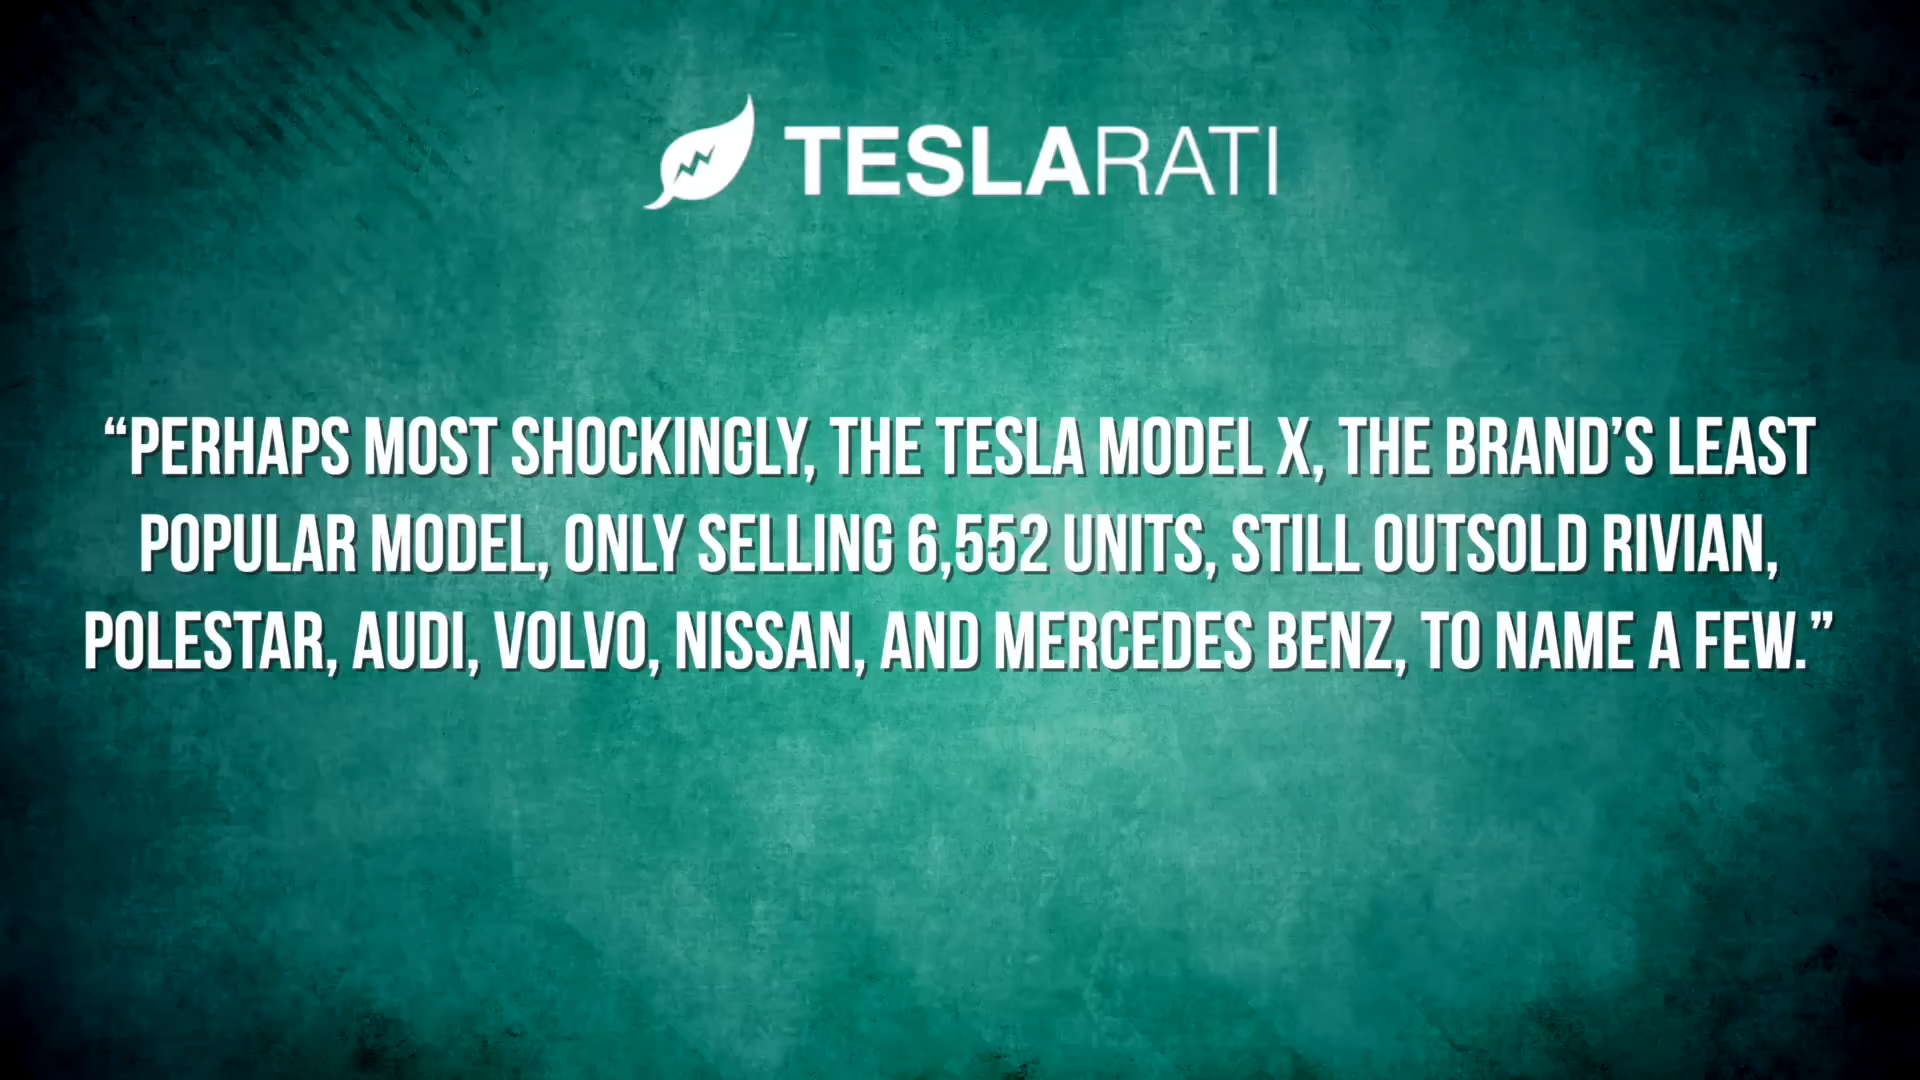 TESLARATI
“PERHAPS MOST SHOCKINGLY, THE TESLA MODEL X, THE BRAND’S LEAST
POPULAR MODEL, ONLY SELLING 6,552 UNITS, STILL OUTSOLD RIVIAN,
POLESTAR, AUDI, VOLVO, NISSAN, AND MERCEDES BENZ, TO NAME A FEW.”